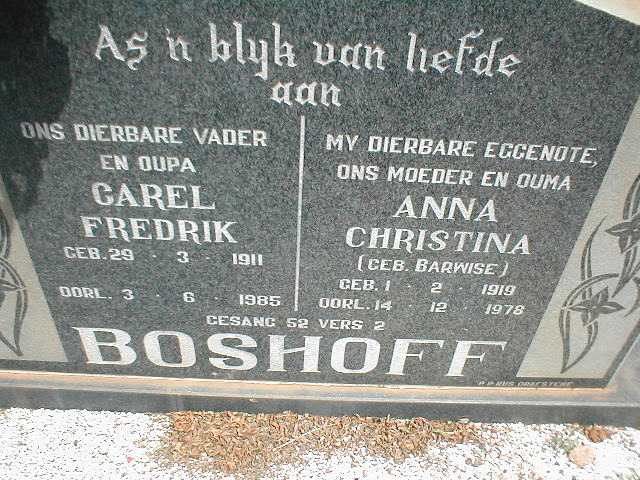 As 'n blyk van liefde
aan
ONS DIERBARE VADER
EN OUPA
CAREL
FREDRIK
GEB. 29 · 3 · 1911
OORL. 3 · 6 · 1985
MY DIERBARE EGGENOTE,
ONS MOEDER EN OUMA
ANNA
CHRISTINA
(GEB. BARWISE)
GEB. 1 · 2 · 1919
OORL. 14 · 12 · 1978
GESANG 52 VERS 2
BOSHOFF